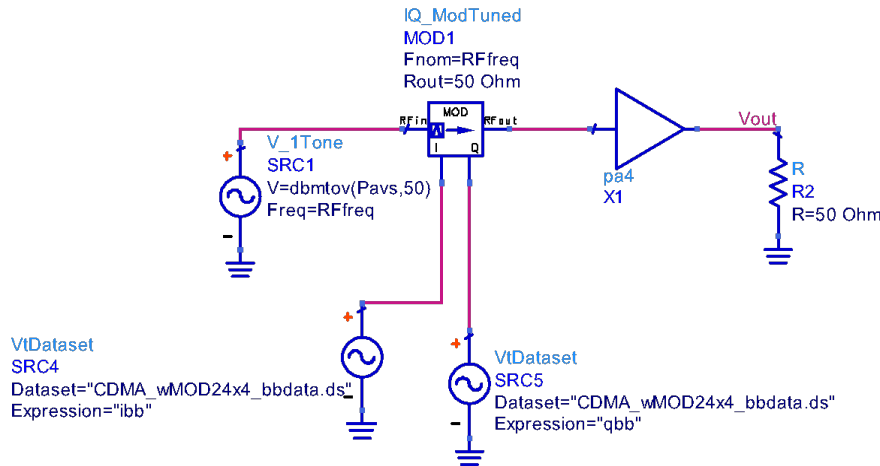 IQ_ModTuned
MOD1
Fnom=RFfreq
Rout=50 Ohm
MOD
RFin
RFout
I
Q
V_1Tone
SRC1
V=dbmtov(Pavs,50)
Freq=RFfreq
+
−
pa4
X1
Vout
R
R2
R=50 Ohm
VtDataset
SRC4
Dataset="CDMA_wMOD24x4_bbdata.ds"
Expression="ibb"
+
−
VtDataset
SRC5
Dataset="CDMA_wMOD24x4_bbdata.ds"
Expression="qbb"
+
−